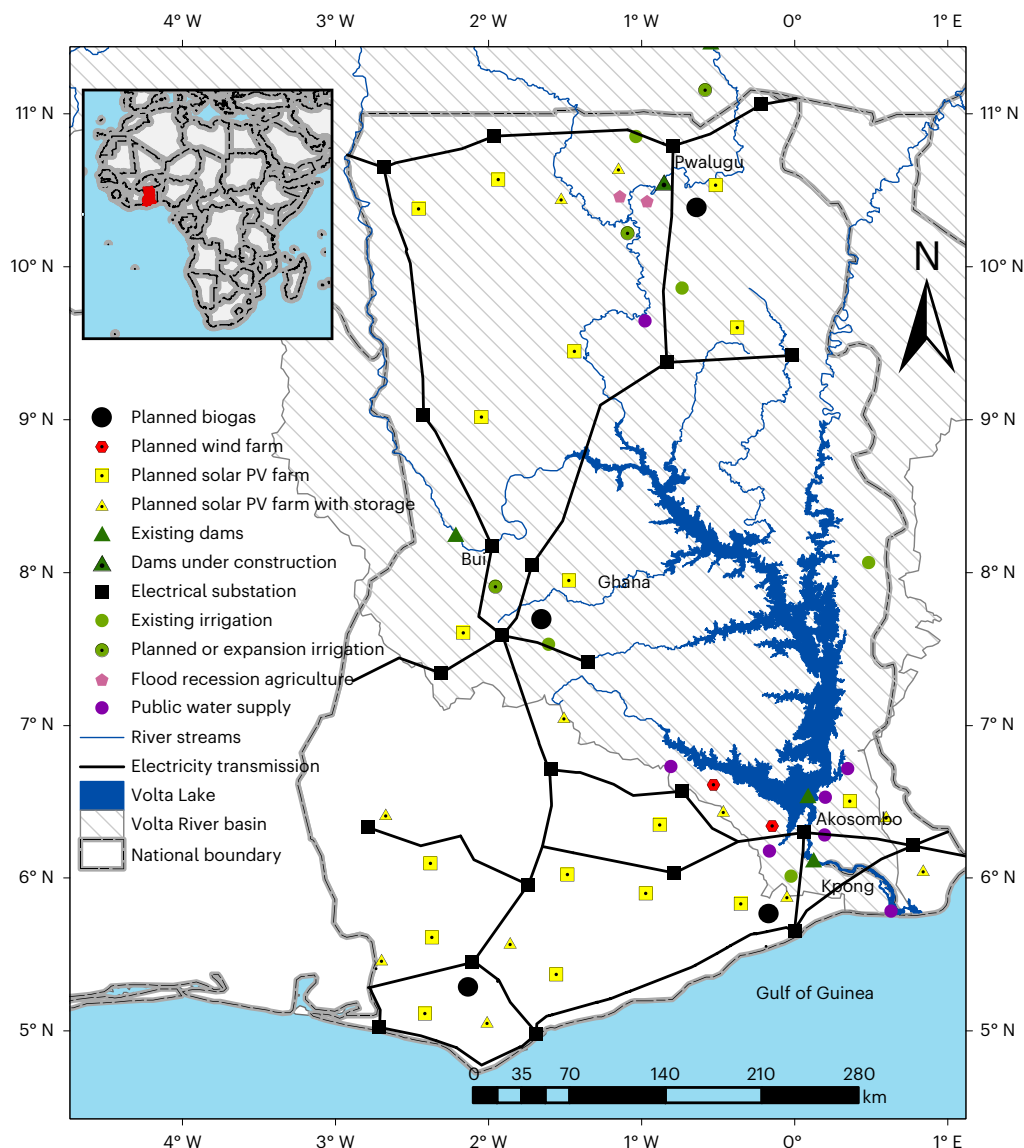 4° W 3° W 2° W 1° W 0° 1° E
11° N 11° N
Pwalugu
10° N 10° N
N
9° N 9° N
Planned biogas
Planned wind farm
Planned solar PV farm
Planned solar PV farm with storage
Existing dams
Dams under construction
Electrical substation
Existing irrigation
Planned or expansion irrigation
Flood recession agriculture
Public water supply
River streams
Electricity transmission
Volta Lake
Volta River basin
National boundary
Bui
Ghana
8° N 8° N
7° N 7° N
Akosombo
Kpong
6° N 6° N
Gulf of Guinea
5° N 5° N
0 35 70 140 210 280
km
4° W 3° W 2° W 1° W 0° 1° E